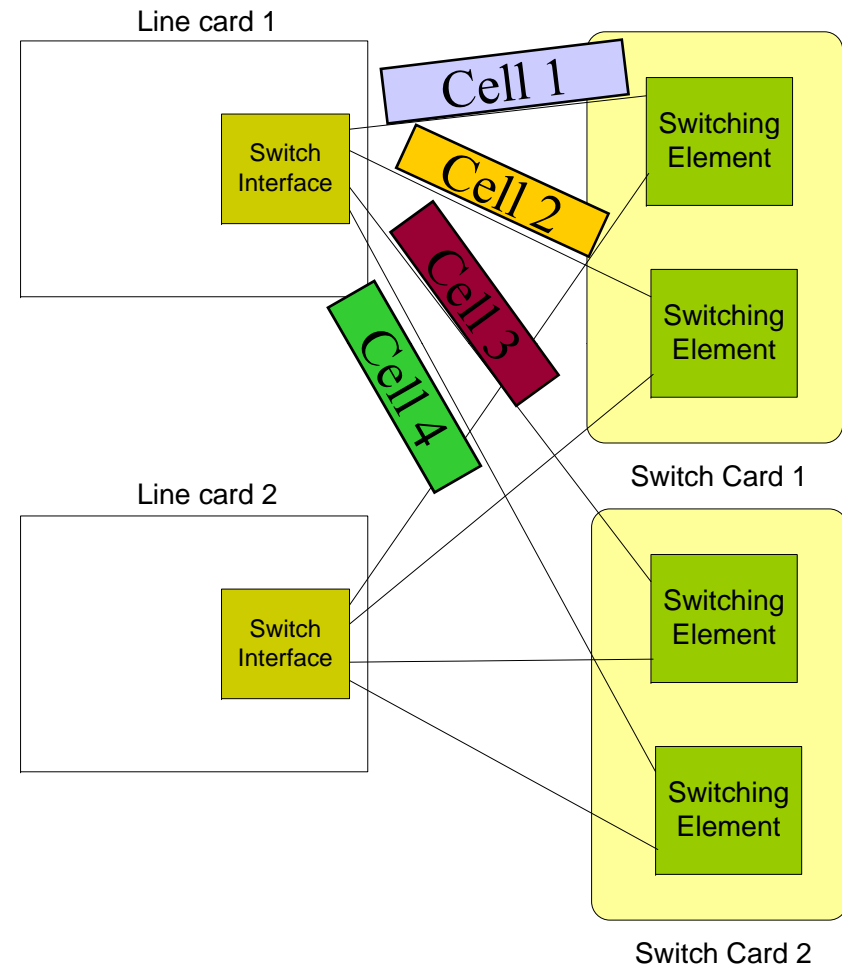 Line card 1
Cell 1
Switching
Element
Switch
Interface
Cell 2
Cell 3
Switching
Element
Cell 4
Switch Card 1
Line card 2
Switching
Element
Switch
Interface
Switching
Element
Switch Card 2